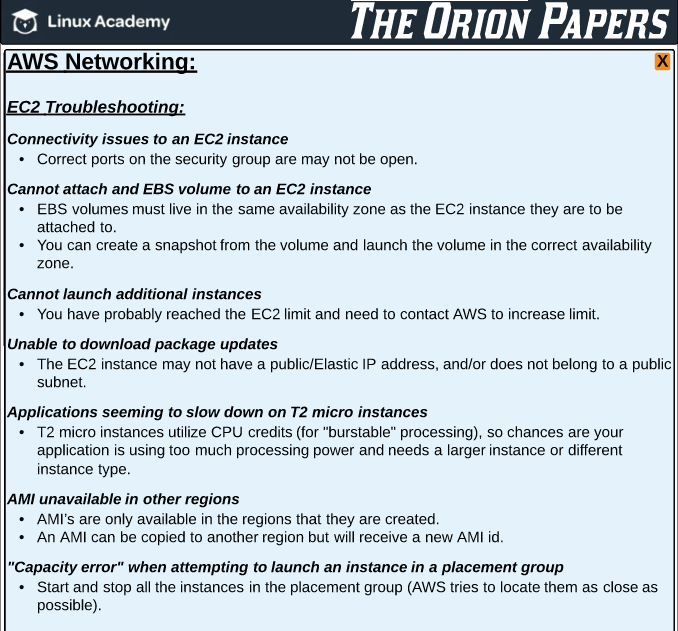 Linux Academy
THE ORION PAPERS
AWS Networking:
X
EC2 Troubleshooting:
Connectivity issues to an EC2 instance
• Correct ports on the security group are may not be open.
Cannot attach and EBS volume to an EC2 instance
• EBS volumes must live in the same availability zone as the EC2 instance they are to be
attached to.
• You can create a snapshot from the volume and launch the volume in the correct availability
zone.
Cannot launch additional instances
• You have probably reached the EC2 limit and need to contact AWS to increase limit.
Unable to download package updates
• The EC2 instance may not have a public/Elastic IP address, and/or does not belong to a public
subnet.
Applications seeming to slow down on T2 micro instances
• T2 micro instances utilize CPU credits (for "burstable" processing), so chances are your
application is using too much processing power and needs a larger instance or different
instance type.
AMI unavailable in other regions
• AMI's are only available in the regions that they are created.
• An AMI can be copied to another region but will receive a new AMI id.
"Capacity error" when attempting to launch an instance in a placement group
• Start and stop all the instances in the placement group (AWS tries to locate them as close as
possible).